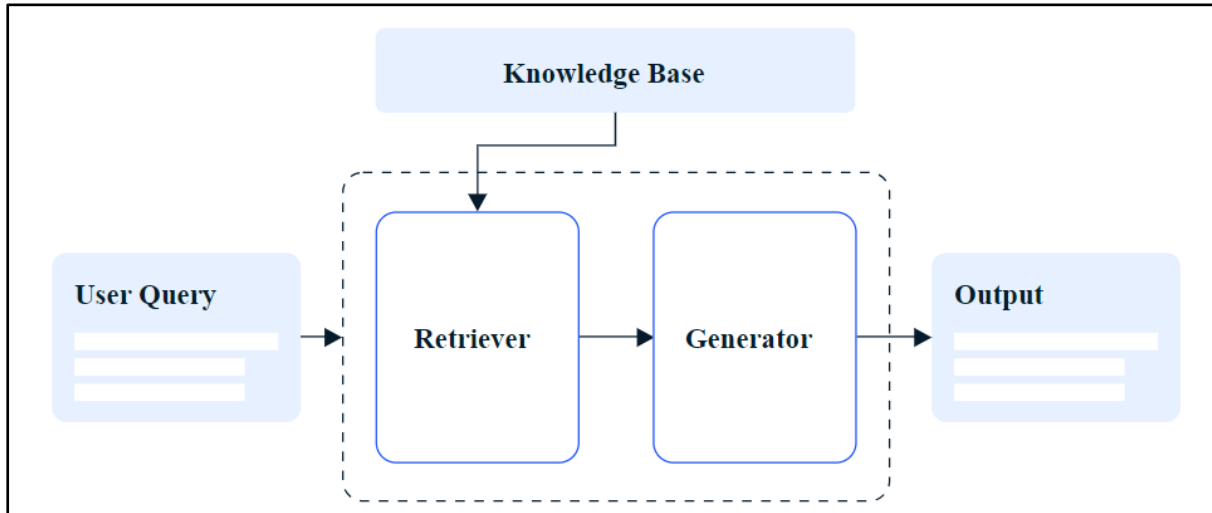 Knowledge Base
User Query
Retriever
Generator
Output